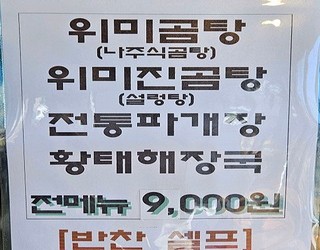 위미곰탕
(나주식곰탕)
위미진곰탕
(설렁탕)
전통파개장
황태해장국
전메뉴 9,000원
[반찬 셀프]